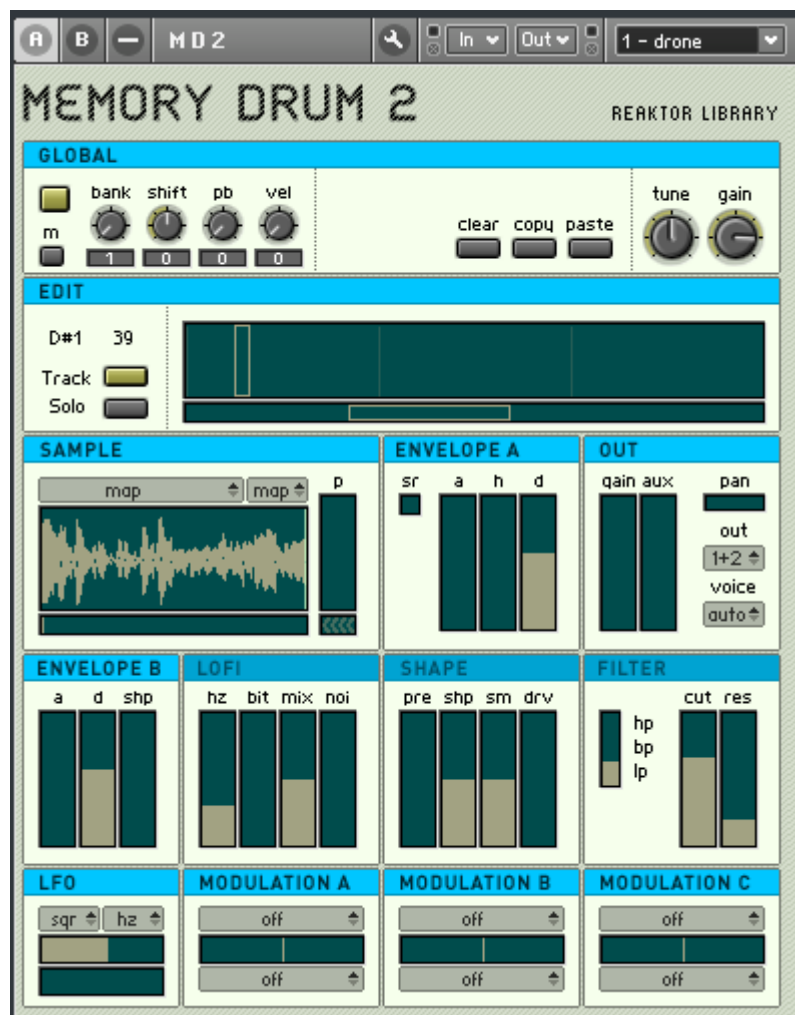 A B MD2 In Out 1 - drone
MEMORY DRUM 2 REAKTOR LIBRARY
GLOBAL
bank shift pb vel tune gain
m clear copy paste
1 0 0 0
EDIT
D#1 39
Track
Solo
SAMPLE ENVELOPE A OUT
map map p sr a h d gain aux pan
out
1+2
voice
auto
ENVELOPE B LOFI SHAPE FILTER
a d shp hz bit mix noi pre shp sm drv cut res
hp
bp
lp
LFO MODULATION A MODULATION B MODULATION C
sqr hz off off off
off off off